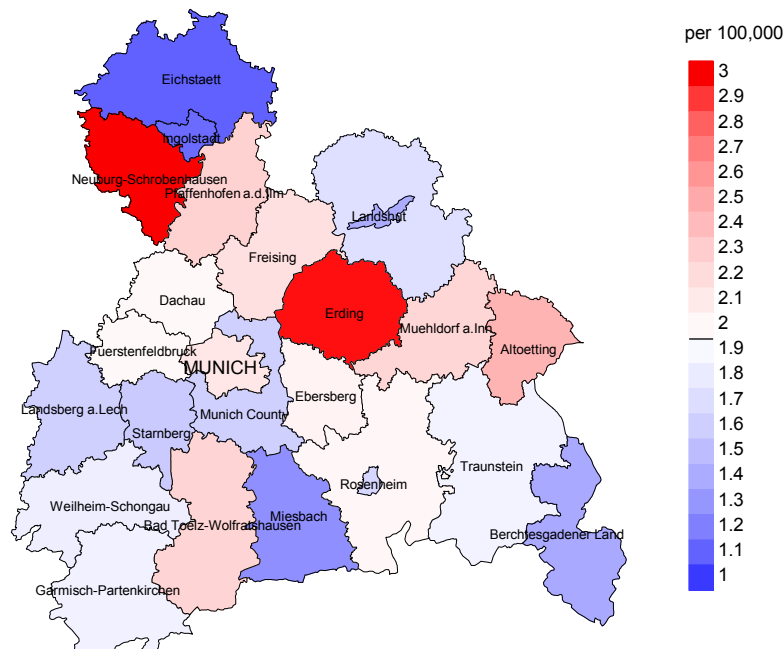 per 100,000
3
2.9
2.8
2.7
2.6
2.5
2.4
2.3
2.2
2.1
2
1.9
1.8
1.7
1.6
1.5
1.4
1.3
1.2
1.1
1
Eichstaett
Ingolstadt
Neuburg-Schrobenhausen
Pfaffenhofen a.d.Ilm
Landshut
Freising
Dachau
Erding
Muehldorf a.Inn
Altoetting
Fuerstenfeldbruck
MUNICH
Ebersberg
Landsberg a.Lech
Munich County
Starnberg
Traunstein
Rosenheim
Weilheim-Schongau
Miesbach
Bad Toelz-Wolfratshausen
Berchtesgadener Land
Garmisch-Partenkirchen